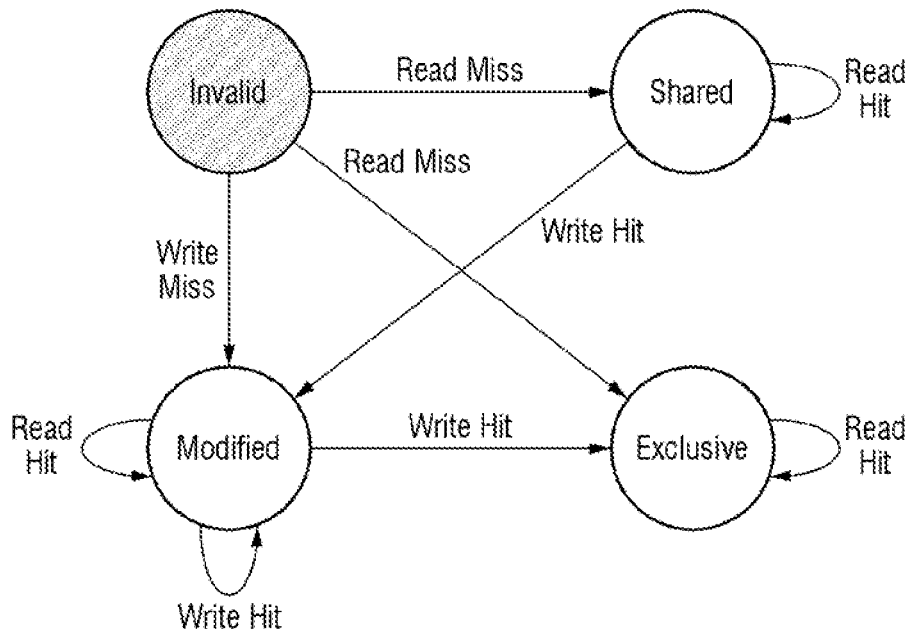 Invalid
Read Miss
Shared
Read
Hit
Read Miss
Write Hit
Write
Miss
Read
Hit
Modified
Write Hit
Exclusive
Read
Hit
Write Hit